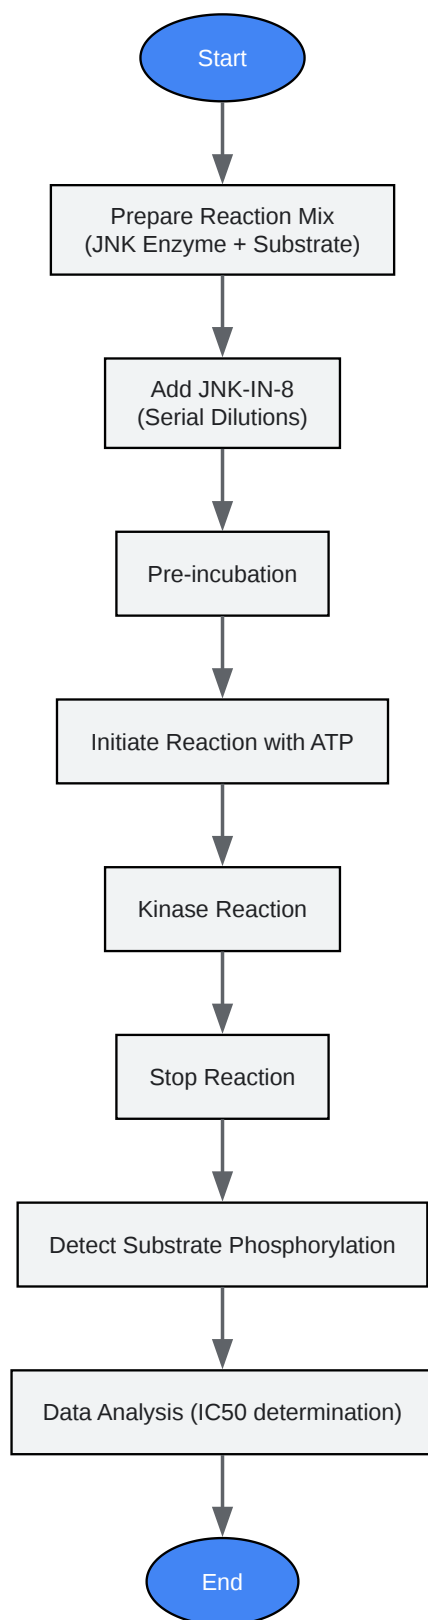 Start
Prepare Reaction Mix
(JNK Enzyme + Substrate)
Add JNK-IN-8
(Serial Dilutions)
Pre-incubation
Initiate Reaction with ATP
Kinase Reaction
Stop Reaction
Detect Substrate Phosphorylation
Data Analysis (IC50 determination)
End